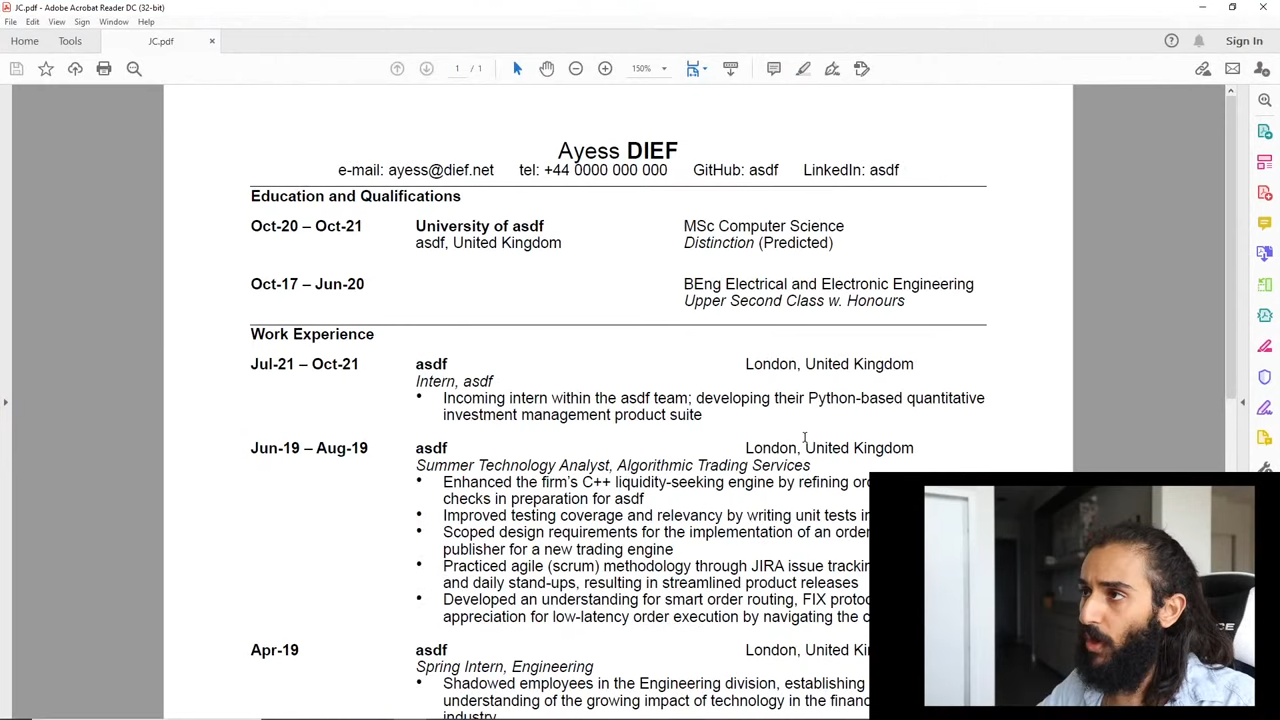 JC.pdf - Adobe Acrobat Reader DC (32-bit)
File Edit View Sign Window Help
Home Tools JC.pdf × Sign In
1 / 1 150%
Ayess DIEF
e-mail: ayess@dief.net tel: +44 0000 000 000 GitHub: asdf LinkedIn: asdf
Education and Qualifications
Oct-20 – Oct-21 University of asdf MSc Computer Science
asdf, United Kingdom Distinction (Predicted)
Oct-17 – Jun-20 BEng Electrical and Electronic Engineering
Upper Second Class w. Honours
Work Experience
Jul-21 – Oct-21 asdf London, United Kingdom
Intern, asdf
• Incoming intern within the asdf team; developing their Python-based quantitative
investment management product suite
Jun-19 – Aug-19 asdf London, United Kingdom
Summer Technology Analyst, Algorithmic Trading Services
• Enhanced the firm's C++ liquidity-seeking engine by refining
checks in preparation for asdf
• Improved testing coverage and relevancy by writing unit tests
• Scoped design requirements for the implementation of an order
publisher for a new trading engine
• Practiced agile (scrum) methodology through JIRA issue
and daily stand-ups, resulting in streamlined product releases
• Developed an understanding for smart order routing, FIX
appreciation for low-latency order execution by navigating the
Apr-19 asdf London, United
Spring Intern, Engineering
• Shadowed employees in the Engineering division, establishing
understanding of the growing impact of technology in the
industry